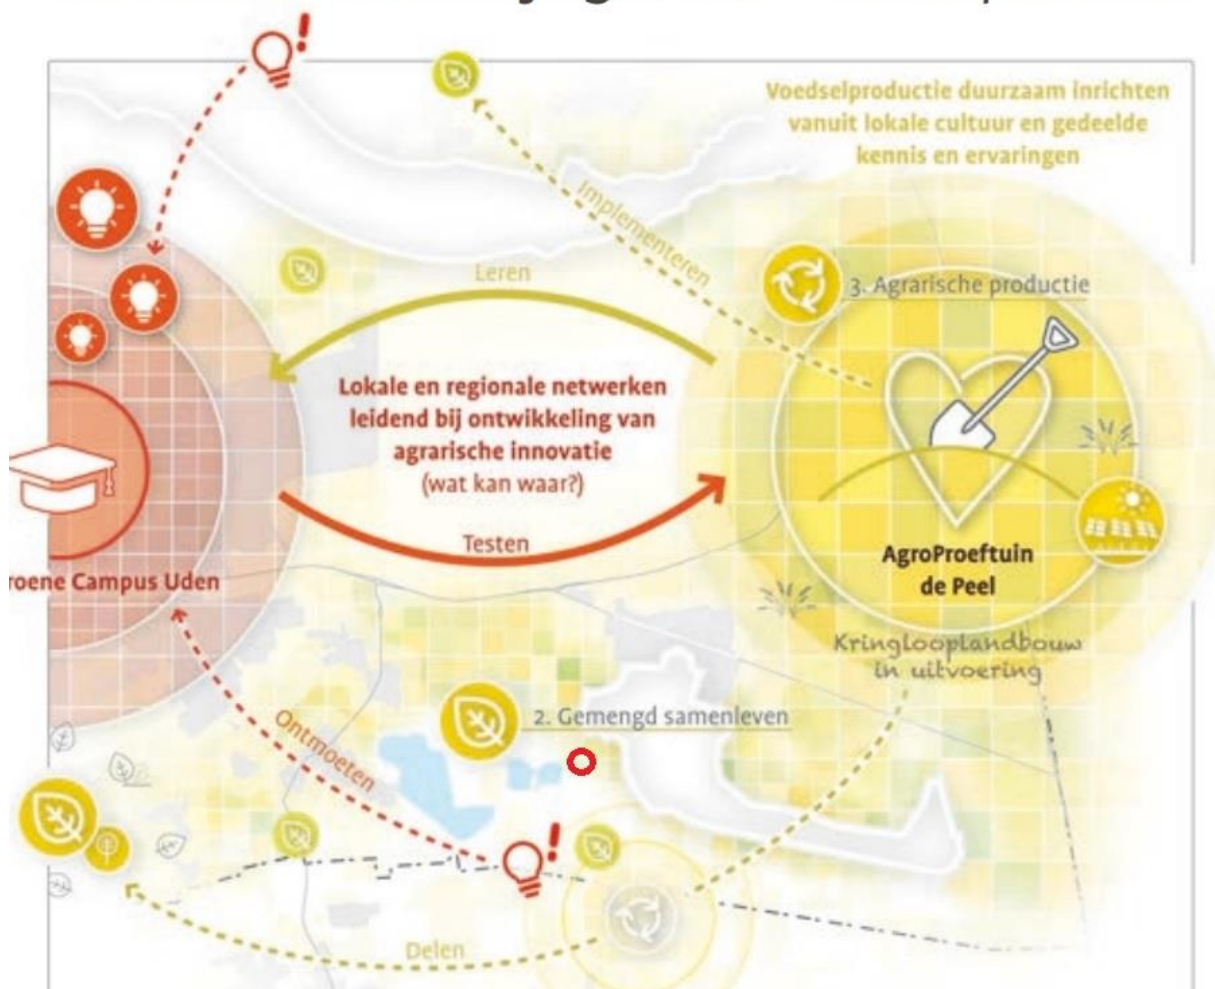 Voedselproductie duurzaam inrichten
vanuit lokale cultuur en gedeelde
kennis en ervaringen
Implementeren
Leren
3. Agrarische productie
Lokale en regionale netwerken
leidend bij ontwikkeling van
agrarische innovatie
(wat kan waar?)
Testen
AgroProeftuin
de Peel
roene Campus Uden
Kringlooplandbouw
in uitvoering
2. Gemengd samenleven
Ontmoeten
Delen